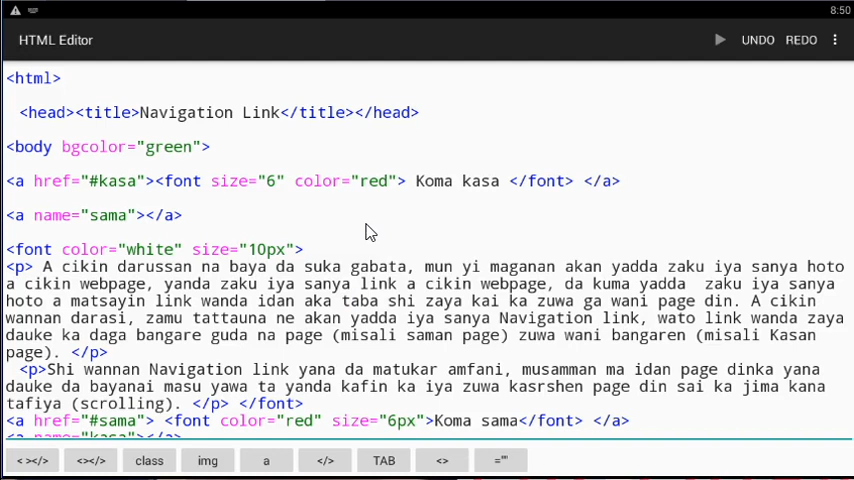 8:50
HTML Editor
UNDO REDO
<html>
<head><title>Navigation Link</title></head>
<body bgcolor="green">
<a href="#kasa"><font size="6" color="red"> Koma kasa </font> </a>
<a name="sama"></a>
<font color="white" size="10px">
<p> A cikin darussan na baya da suka gabata, mun yi maganan akan yadda zaku iya sanya hoto
a cikin webpage, yanda zaku iya sanya link a cikin webpage, da kuma yadda  zaku iya sanya
hoto a matsayin link wanda idan aka taba shi zaya kai ka zuwa ga wani page din. A cikin
wannan darasi, zamu tattauna ne akan yadda iya sanya Navigation link, wato link wanda zaya
dauke ka daga bangare guda na page (misali saman page) zuwa wani bangaren (misali Kasan
page). </p>
<p>Shi wannan Navigation link yana da matukar amfani, musamman ma idan page dinka yana
dauke da bayanai masu yawa ta yanda kafin ka iya zuwa kasrshen page din sai ka jima kana
tafiya (scrolling). </p> </font>
<a href="#sama"> <font color="red" size="6px">Koma sama</font> </a>
<a name="kasa"></a>
< ></> <></> class img a </> TAB <> =""